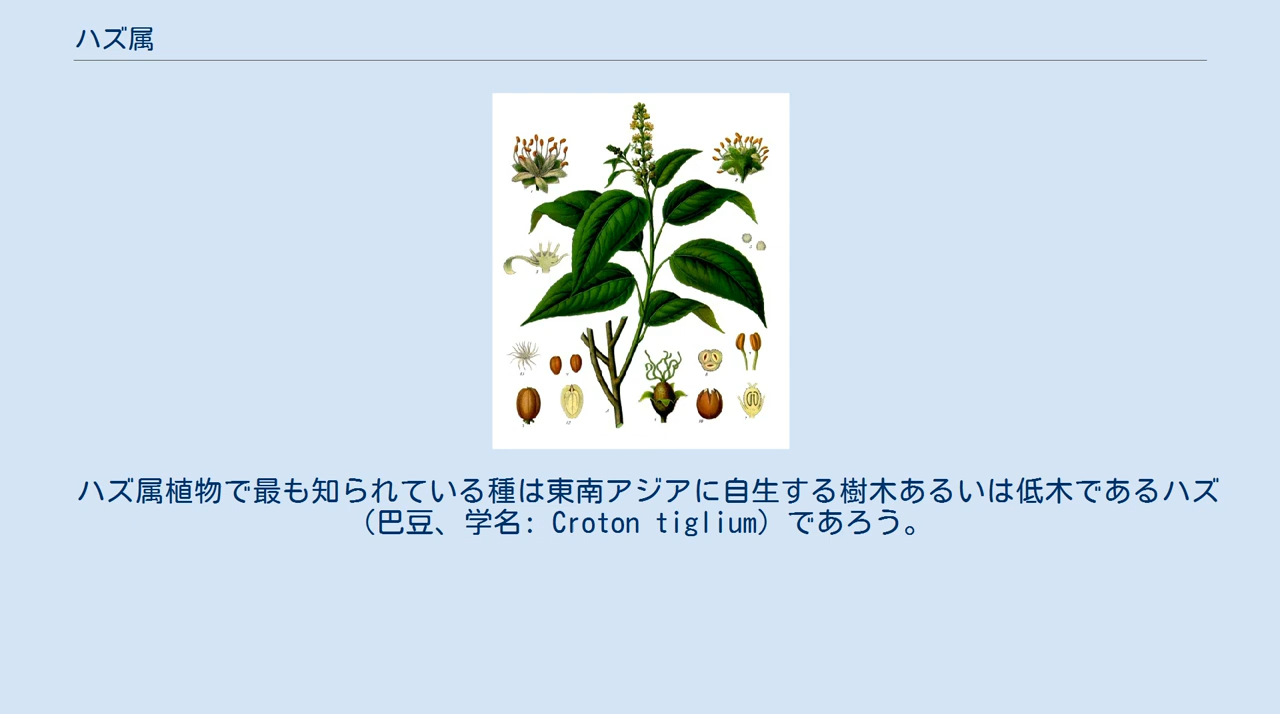 ハズ属
ハズ属植物で最も知られている種は東南アジアに自生する樹木あるいは低木であるハズ
（巴豆、学名: Croton tiglium）であろう。